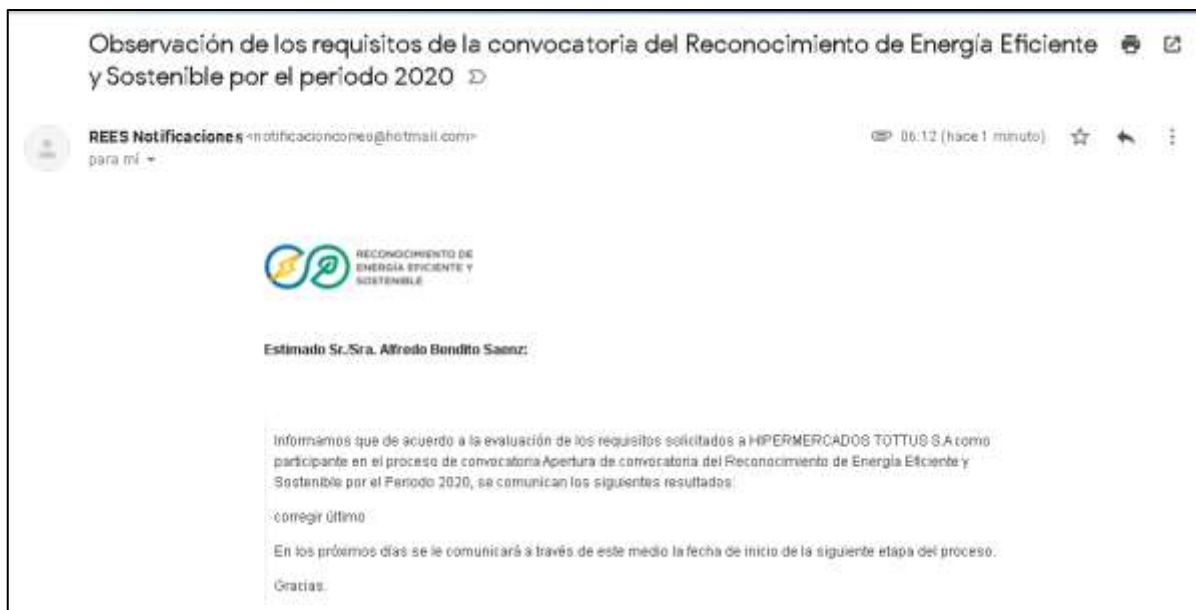 Observación de los requisitos de la convocatoria del Reconocimiento de Energía Eficiente
y Sostenible por el periodo 2020
REES Notificaciones <notificacioncorreo@hotmail.com>
06:12 (hace 1 minuto)
para mí
RECONOCIMIENTO DE
ENERGÍA EFICIENTE Y
SOSTENIBLE
Estimado Sr./Sra. Alfredo Bendito Saenz:
Informamos que de acuerdo a la evaluación de los requisitos solicitados a HIPERMERCADOS TOTTUS S.A como
participante en el proceso de convocatoria Apertura de convocatoria del Reconocimiento de Energía Eficiente y
Sostenible por el Periodo 2020, se comunican los siguientes resultados:
corregir último
En los próximos días se le comunicará a través de este medio la fecha de inicio de la siguiente etapa del proceso.
Gracias.